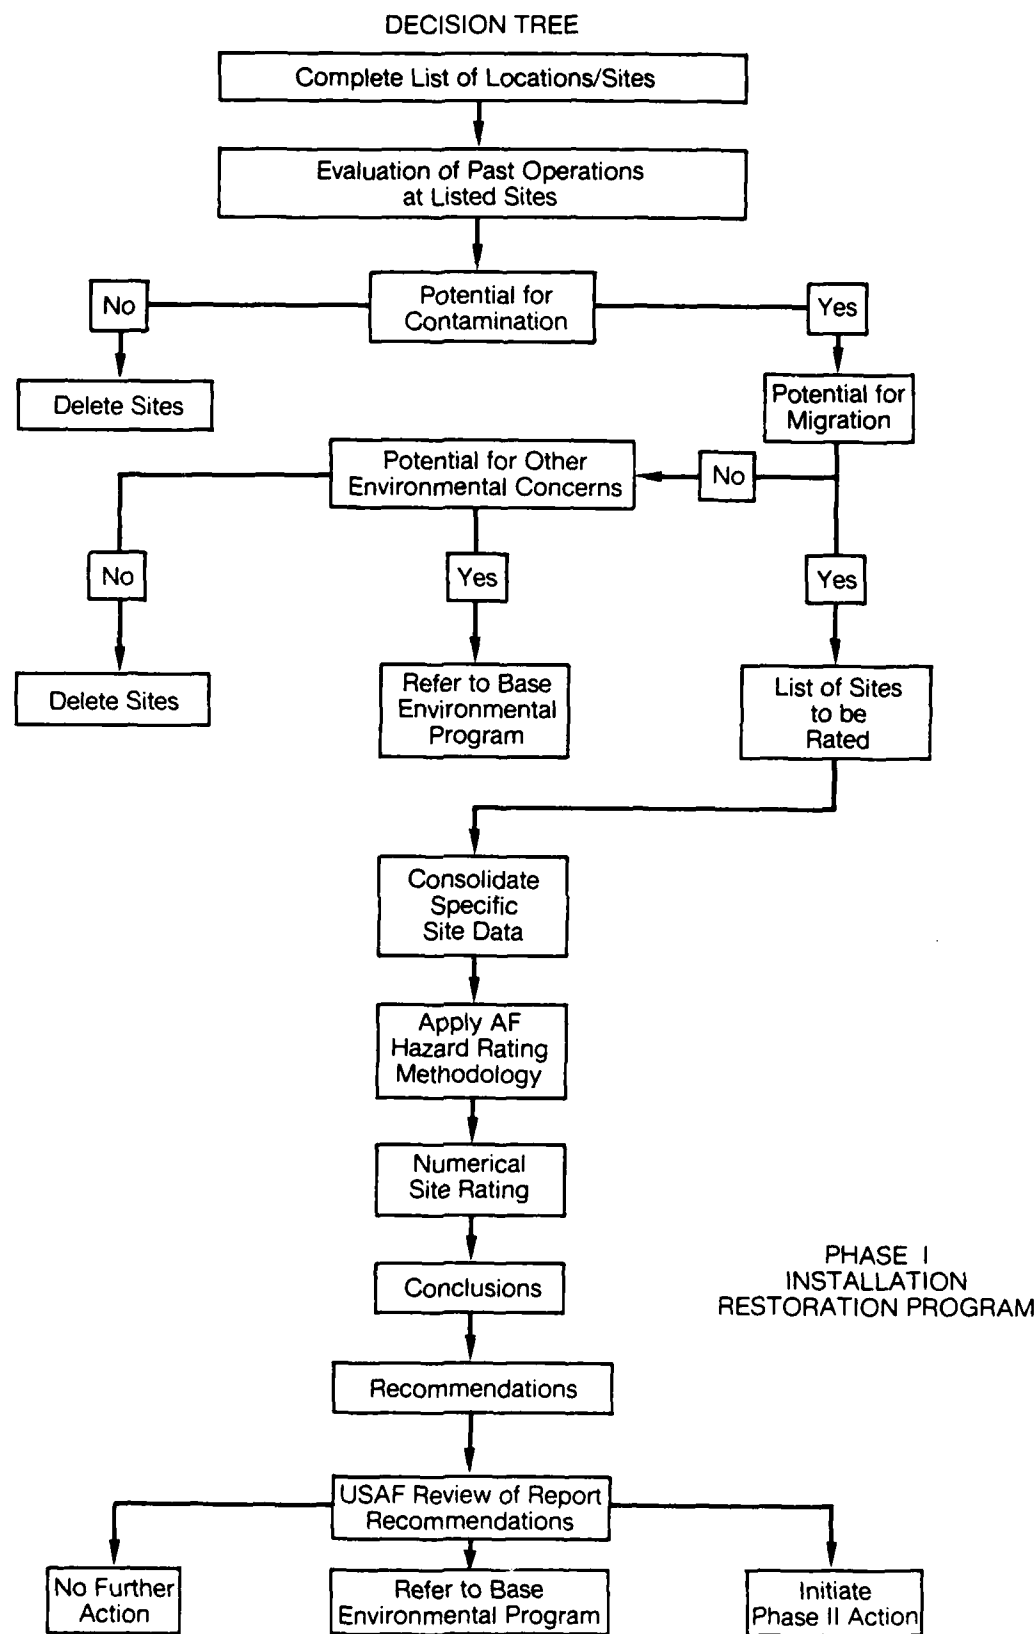 DECISION TREE
Complete List of Locations/Sites
Evaluation of Past Operations
at Listed Sites
No
Potential for
Contamination
Yes
Delete Sites
Potential for
Migration
Potential for Other
Environmental Concerns
No
No
Yes
Yes
Delete Sites
Refer to Base
Environmental
Program
List of Sites
to be
Rated
Consolidate
Specific
Site Data
Apply AF
Hazard Rating
Methodology
Numerical
Site Rating
Conclusions
PHASE I
INSTALLATION
RESTORATION PROGRAM
Recommendations
USAF Review of Report
Recommendations
No Further
Action
Refer to Base
Environmental Program
Initiate
Phase II Action